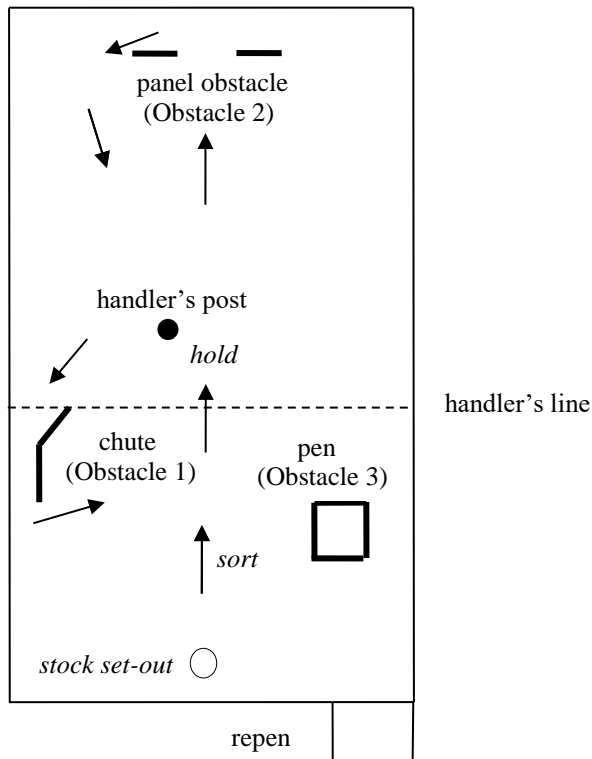 panel obstacle
(Obstacle 2)
handler’s post
hold
handler’s line
chute
(Obstacle 1)
pen
(Obstacle 3)
sort
stock set-out
repen